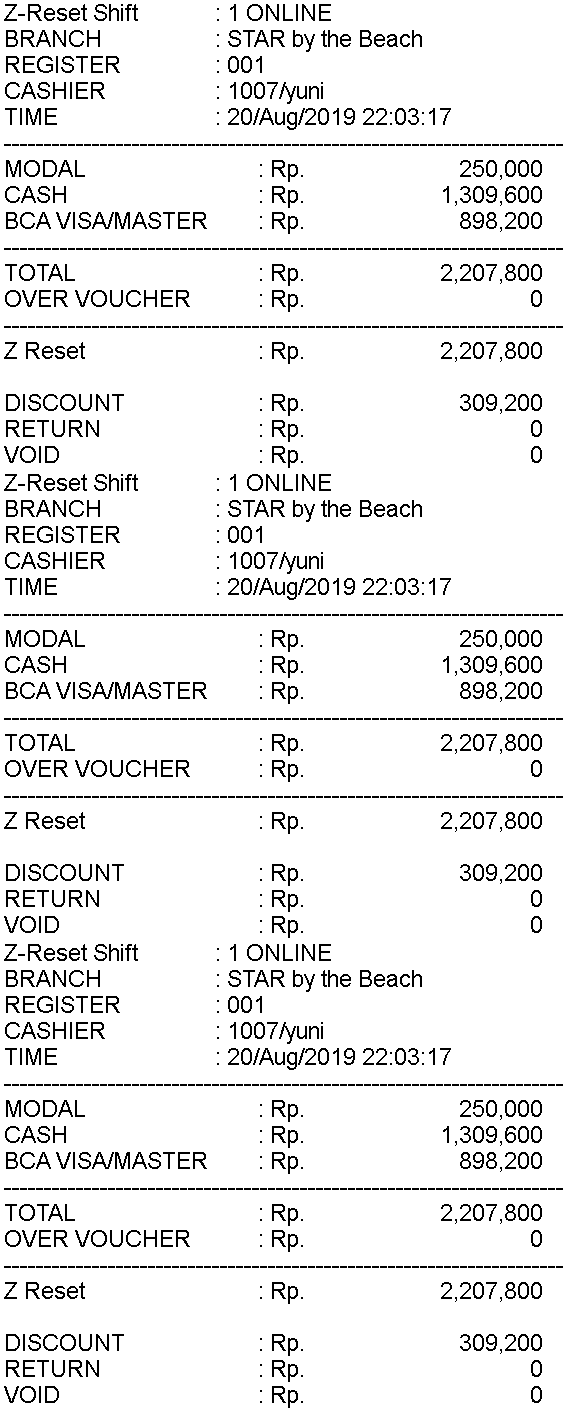 Z-Reset Shift : 1 ONLINE
BRANCH : STAR by the Beach
REGISTER : 001
CASHIER : 1007/yuni
TIME : 20/Aug/2019 22:03:17
--------------------------------------------------------------------------------
MODAL : Rp. 250,000
CASH : Rp. 1,309,600
BCA VISA/MASTER : Rp. 898,200
--------------------------------------------------------------------------------
TOTAL : Rp. 2,207,800
OVER VOUCHER : Rp. 0
--------------------------------------------------------------------------------
Z Reset : Rp. 2,207,800
DISCOUNT : Rp. 309,200
RETURN : Rp. 0
VOID : Rp. 0
Z-Reset Shift : 1 ONLINE
BRANCH : STAR by the Beach
REGISTER : 001
CASHIER : 1007/yuni
TIME : 20/Aug/2019 22:03:17
--------------------------------------------------------------------------------
MODAL : Rp. 250,000
CASH : Rp. 1,309,600
BCA VISA/MASTER : Rp. 898,200
--------------------------------------------------------------------------------
TOTAL : Rp. 2,207,800
OVER VOUCHER : Rp. 0
--------------------------------------------------------------------------------
Z Reset : Rp. 2,207,800
DISCOUNT : Rp. 309,200
RETURN : Rp. 0
VOID : Rp. 0
Z-Reset Shift : 1 ONLINE
BRANCH : STAR by the Beach
REGISTER : 001
CASHIER : 1007/yuni
TIME : 20/Aug/2019 22:03:17
--------------------------------------------------------------------------------
MODAL : Rp. 250,000
CASH : Rp. 1,309,600
BCA VISA/MASTER : Rp. 898,200
--------------------------------------------------------------------------------
TOTAL : Rp. 2,207,800
OVER VOUCHER : Rp. 0
--------------------------------------------------------------------------------
Z Reset : Rp. 2,207,800
DISCOUNT : Rp. 309,200
RETURN : Rp. 0
VOID : Rp. 0